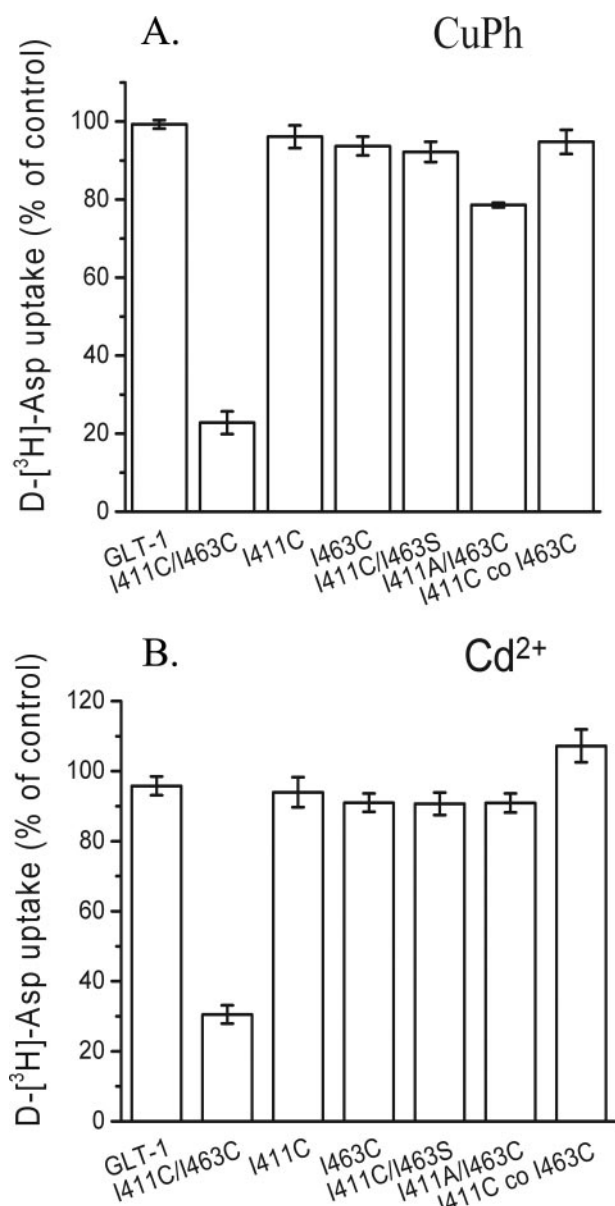 A.
CuPh
D-[³H]-Asp uptake (% of control)
100
80
60
40
20
0
GLT-1
I411C/I463C
I411C
I463C
I411C/I463S
I411A/I463C
I411C co I463C
B.
Cd²⁺
D-[³H]-Asp uptake (% of control)
120
100
80
60
40
20
0
GLT-1
I411C/I463C
I411C
I463C
I411C/I463S
I411A/I463C
I411C co I463C